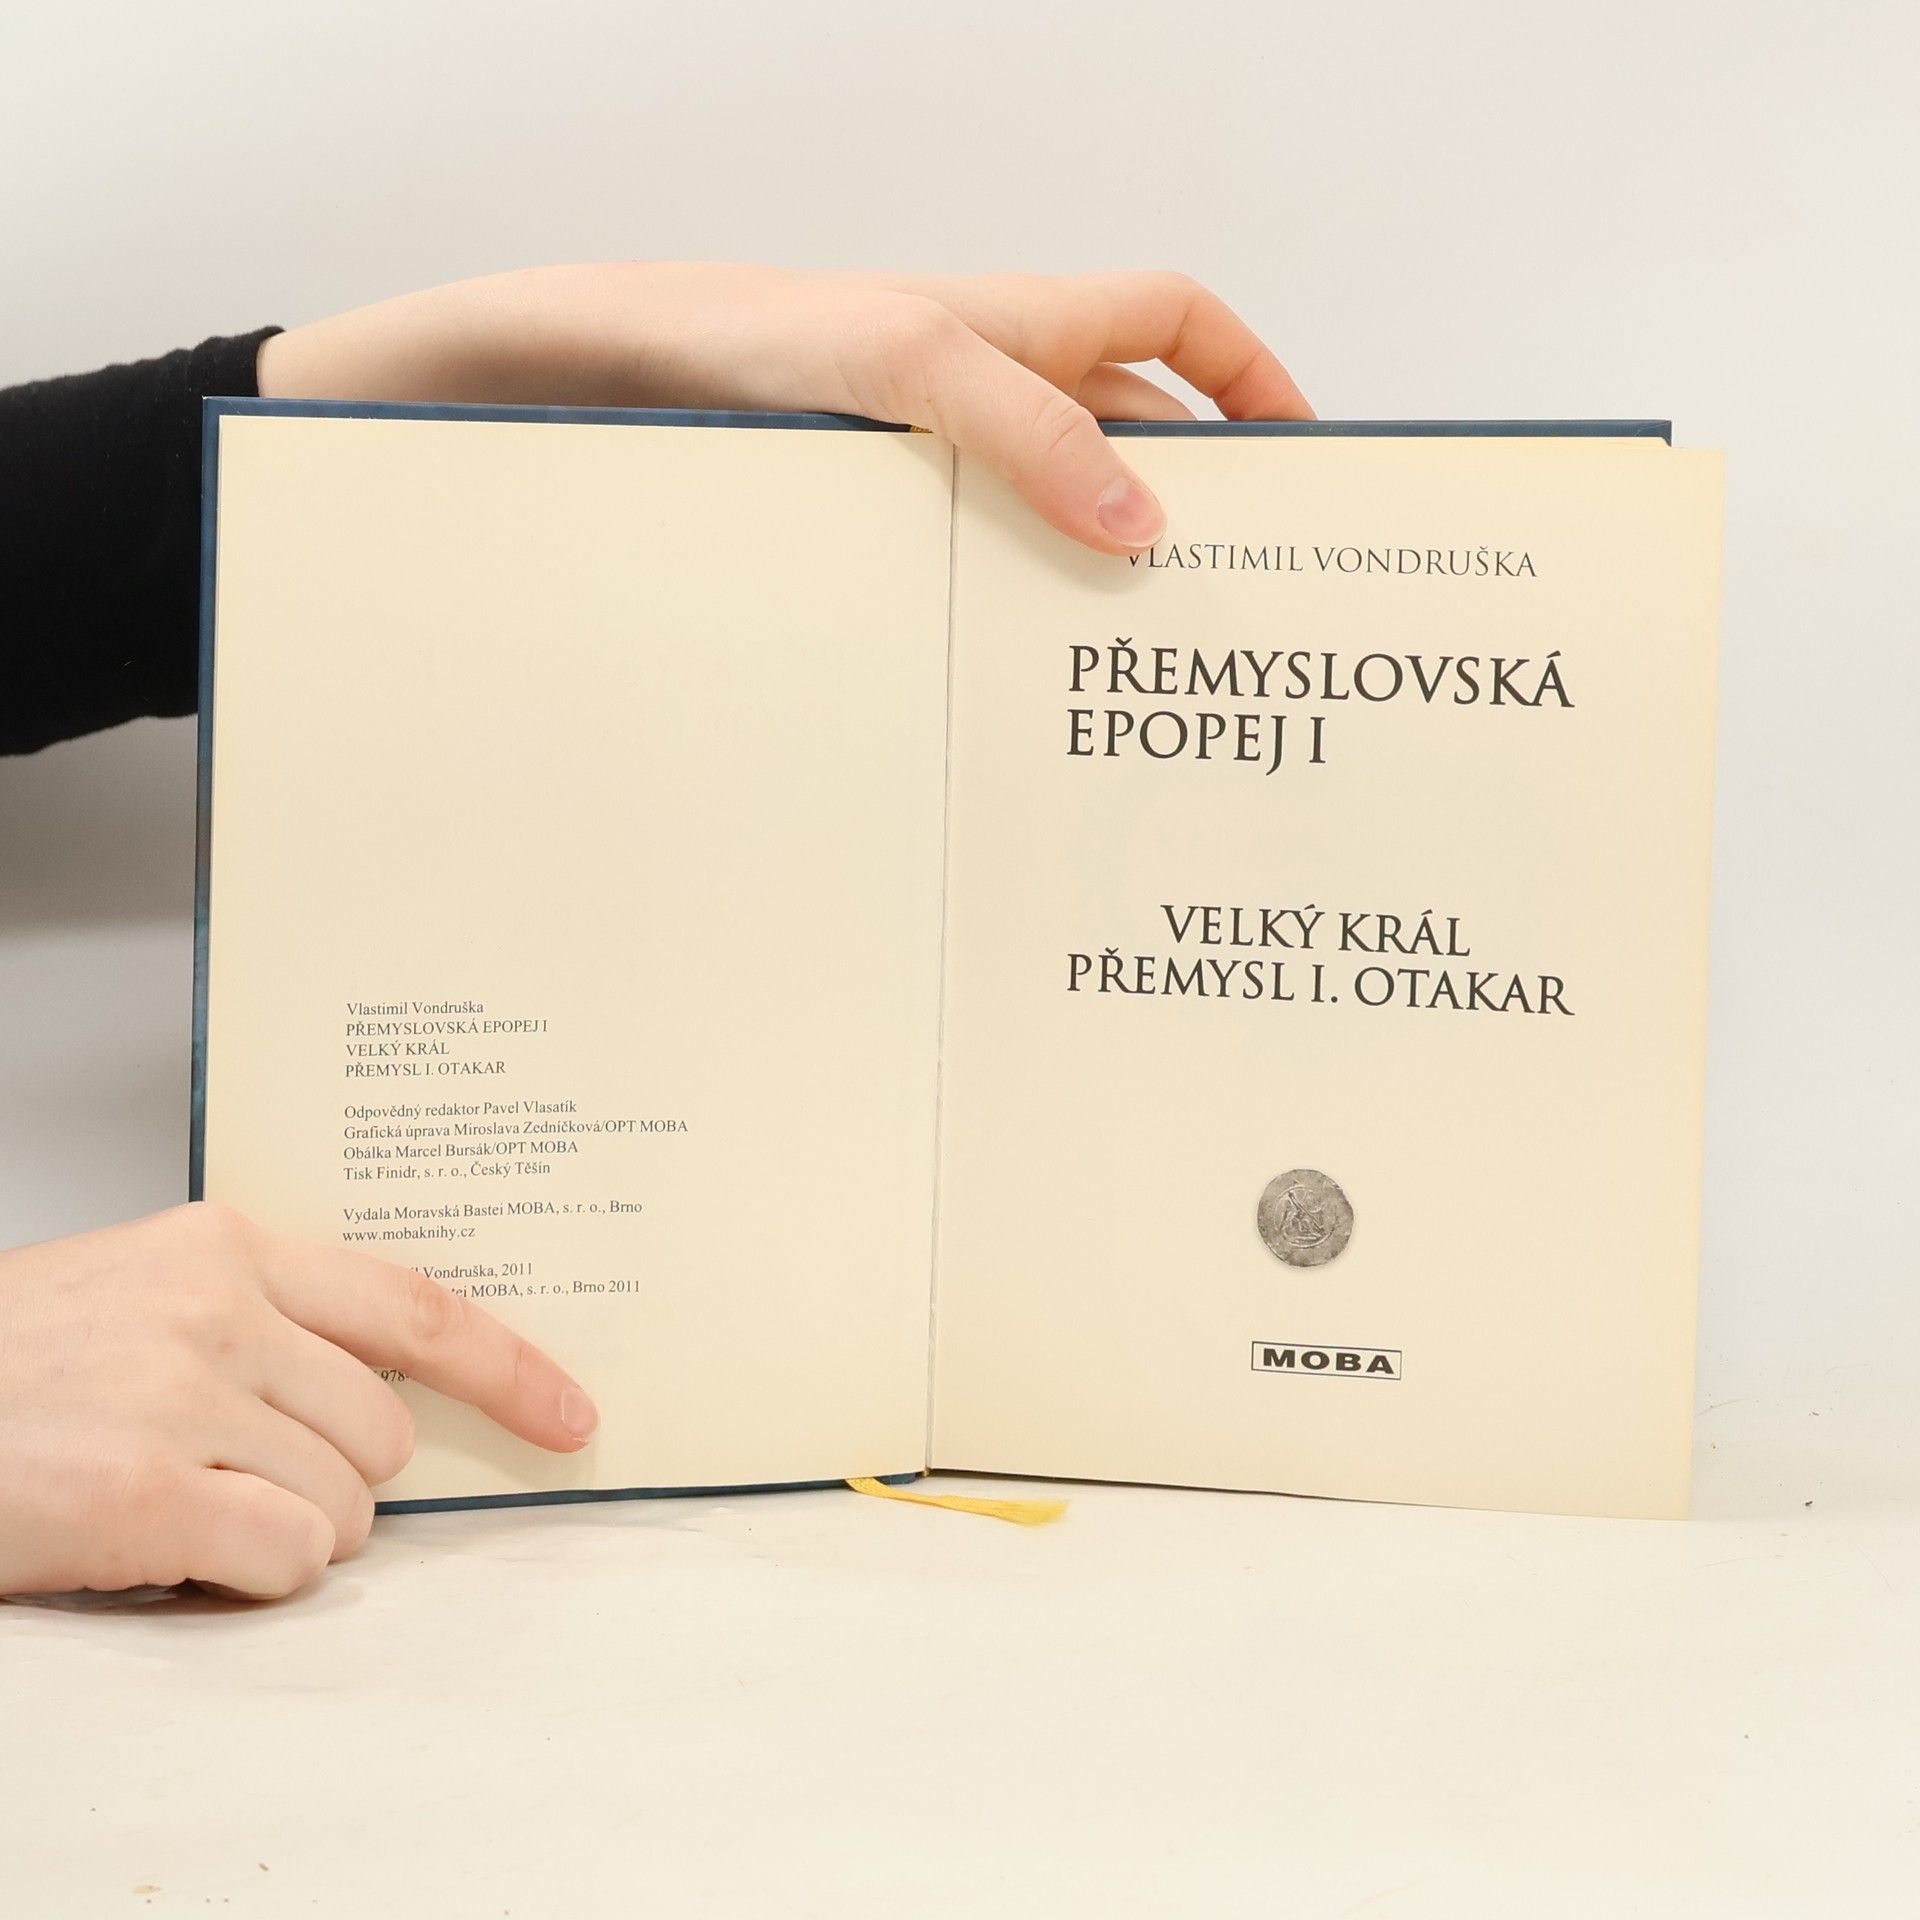 Vlastimil Vondruška
PŘEMYSLOVSKÁ EPOPEJ I
VELKÝ KRÁL
PŘEMYSL I. OTAKAR
Odpovědný redaktor Pavel Vlasatík
Grafická úprava Miroslava Zedníčková/OPT MOBA
Obálka Marcel Bursák/OPT MOBA
Tisk Finidr, s. r. o., Český Těšín
Vydala Moravská Bastei MOBA, s. r. o., Brno
www.mobaknihy.cz
Vondruška, 2011
MOBA, s. r. o., Brno 2011
978-
VLASTIMIL VONDRUŠKA
PŘEMYSLOVSKÁ
EPOPEJ I
VELKÝ KRÁL
PŘEMYSL I. OTAKAR
MOBA